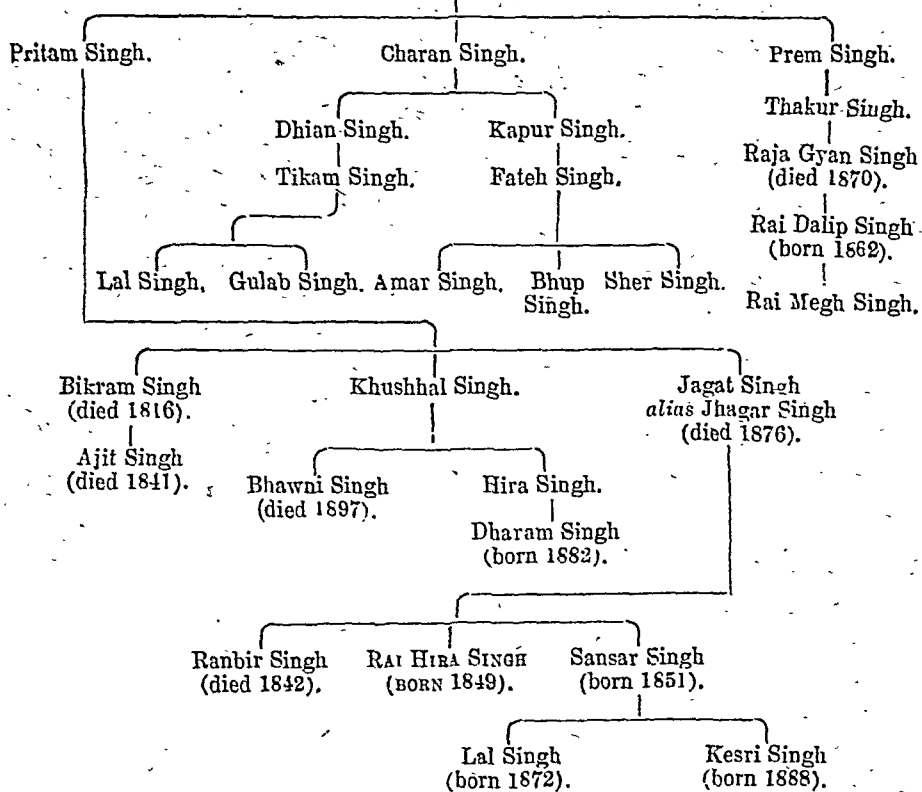 Pritam Singh. Charan Singh. Prem Singh.
Thakur Singh.
Dhian Singh. Kapur Singh.
Raja Gyan Singh
(died 1870).
Tikam Singh. Fateh Singh.
Rai Dalip Singh
(born 1862).
Lal Singh. Gulab Singh. Amar Singh. Bhup Singh. Sher Singh.
Rai Megh Singh.
Bikram Singh
(died 1816).
Khushhal Singh.
Jagat Singh
alias Jhagar Singh
(died 1876).
Ajit Singh
(died 1841).
Bhawni Singh
(died 1897).
Hira Singh.
Dharam Singh
(born 1882).
Ranbir Singh
(died 1842).
RAI HIRA SINGH
(BORN 1849).
Sansar Singh
(born 1851).
Lal Singh
(born 1872).
Kesri Singh
(born 1888).